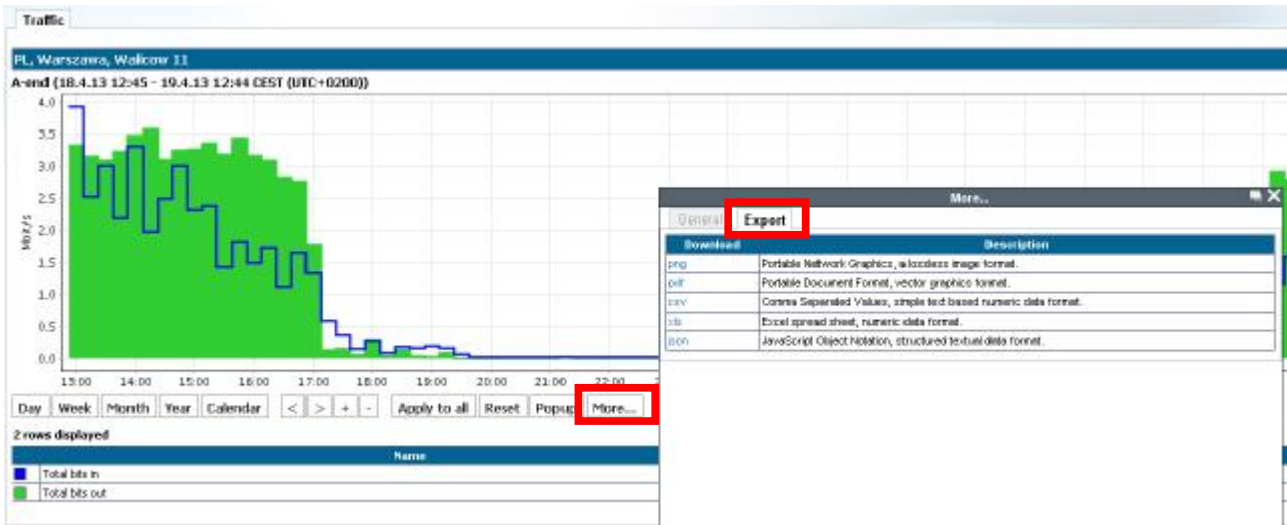 Traffic
PL, Warszawa, Walicow 11
A-end (18.4.13 12:45 - 19.4.13 12:44 CEST (UTC+0200))
4.0
3.5
3.0
2.5
2.0
1.5
1.0
0.5
0.0
Mbit/s
13:00 14:00 15:00 16:00 17:00 18:00 19:00 20:00 21:00 22:00
Day Week Month Year Calendar < > + - Apply to all Reset Popup More...
2 rows displayed
Name
Total bits in
Total bits out
More...
General Export
Download Description
png Portable Network Graphics, a lossless image format.
pdf Portable Document Format, vector graphics format.
csv Comma Separated Values, simple text based numeric data format.
xls Excel spread sheet, numeric data format.
json JavaScript Object Notation, structured textual data format.